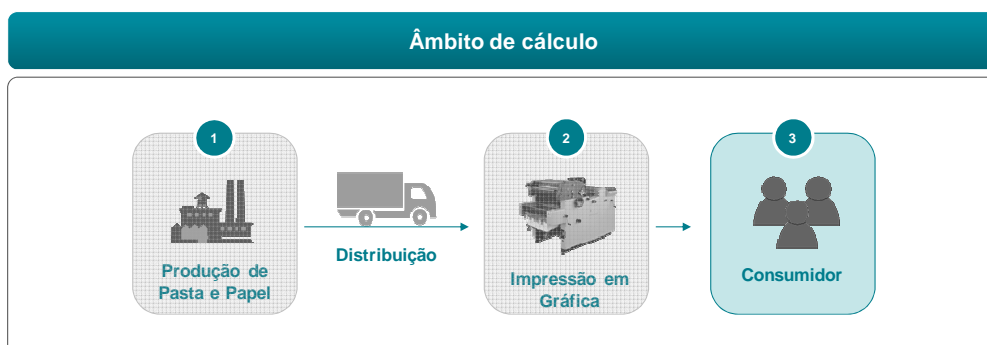 Âmbito de cálculo
1
2
3
Distribuição
Produção de
Pasta e Papel
Impressão em
Gráfica
Consumidor